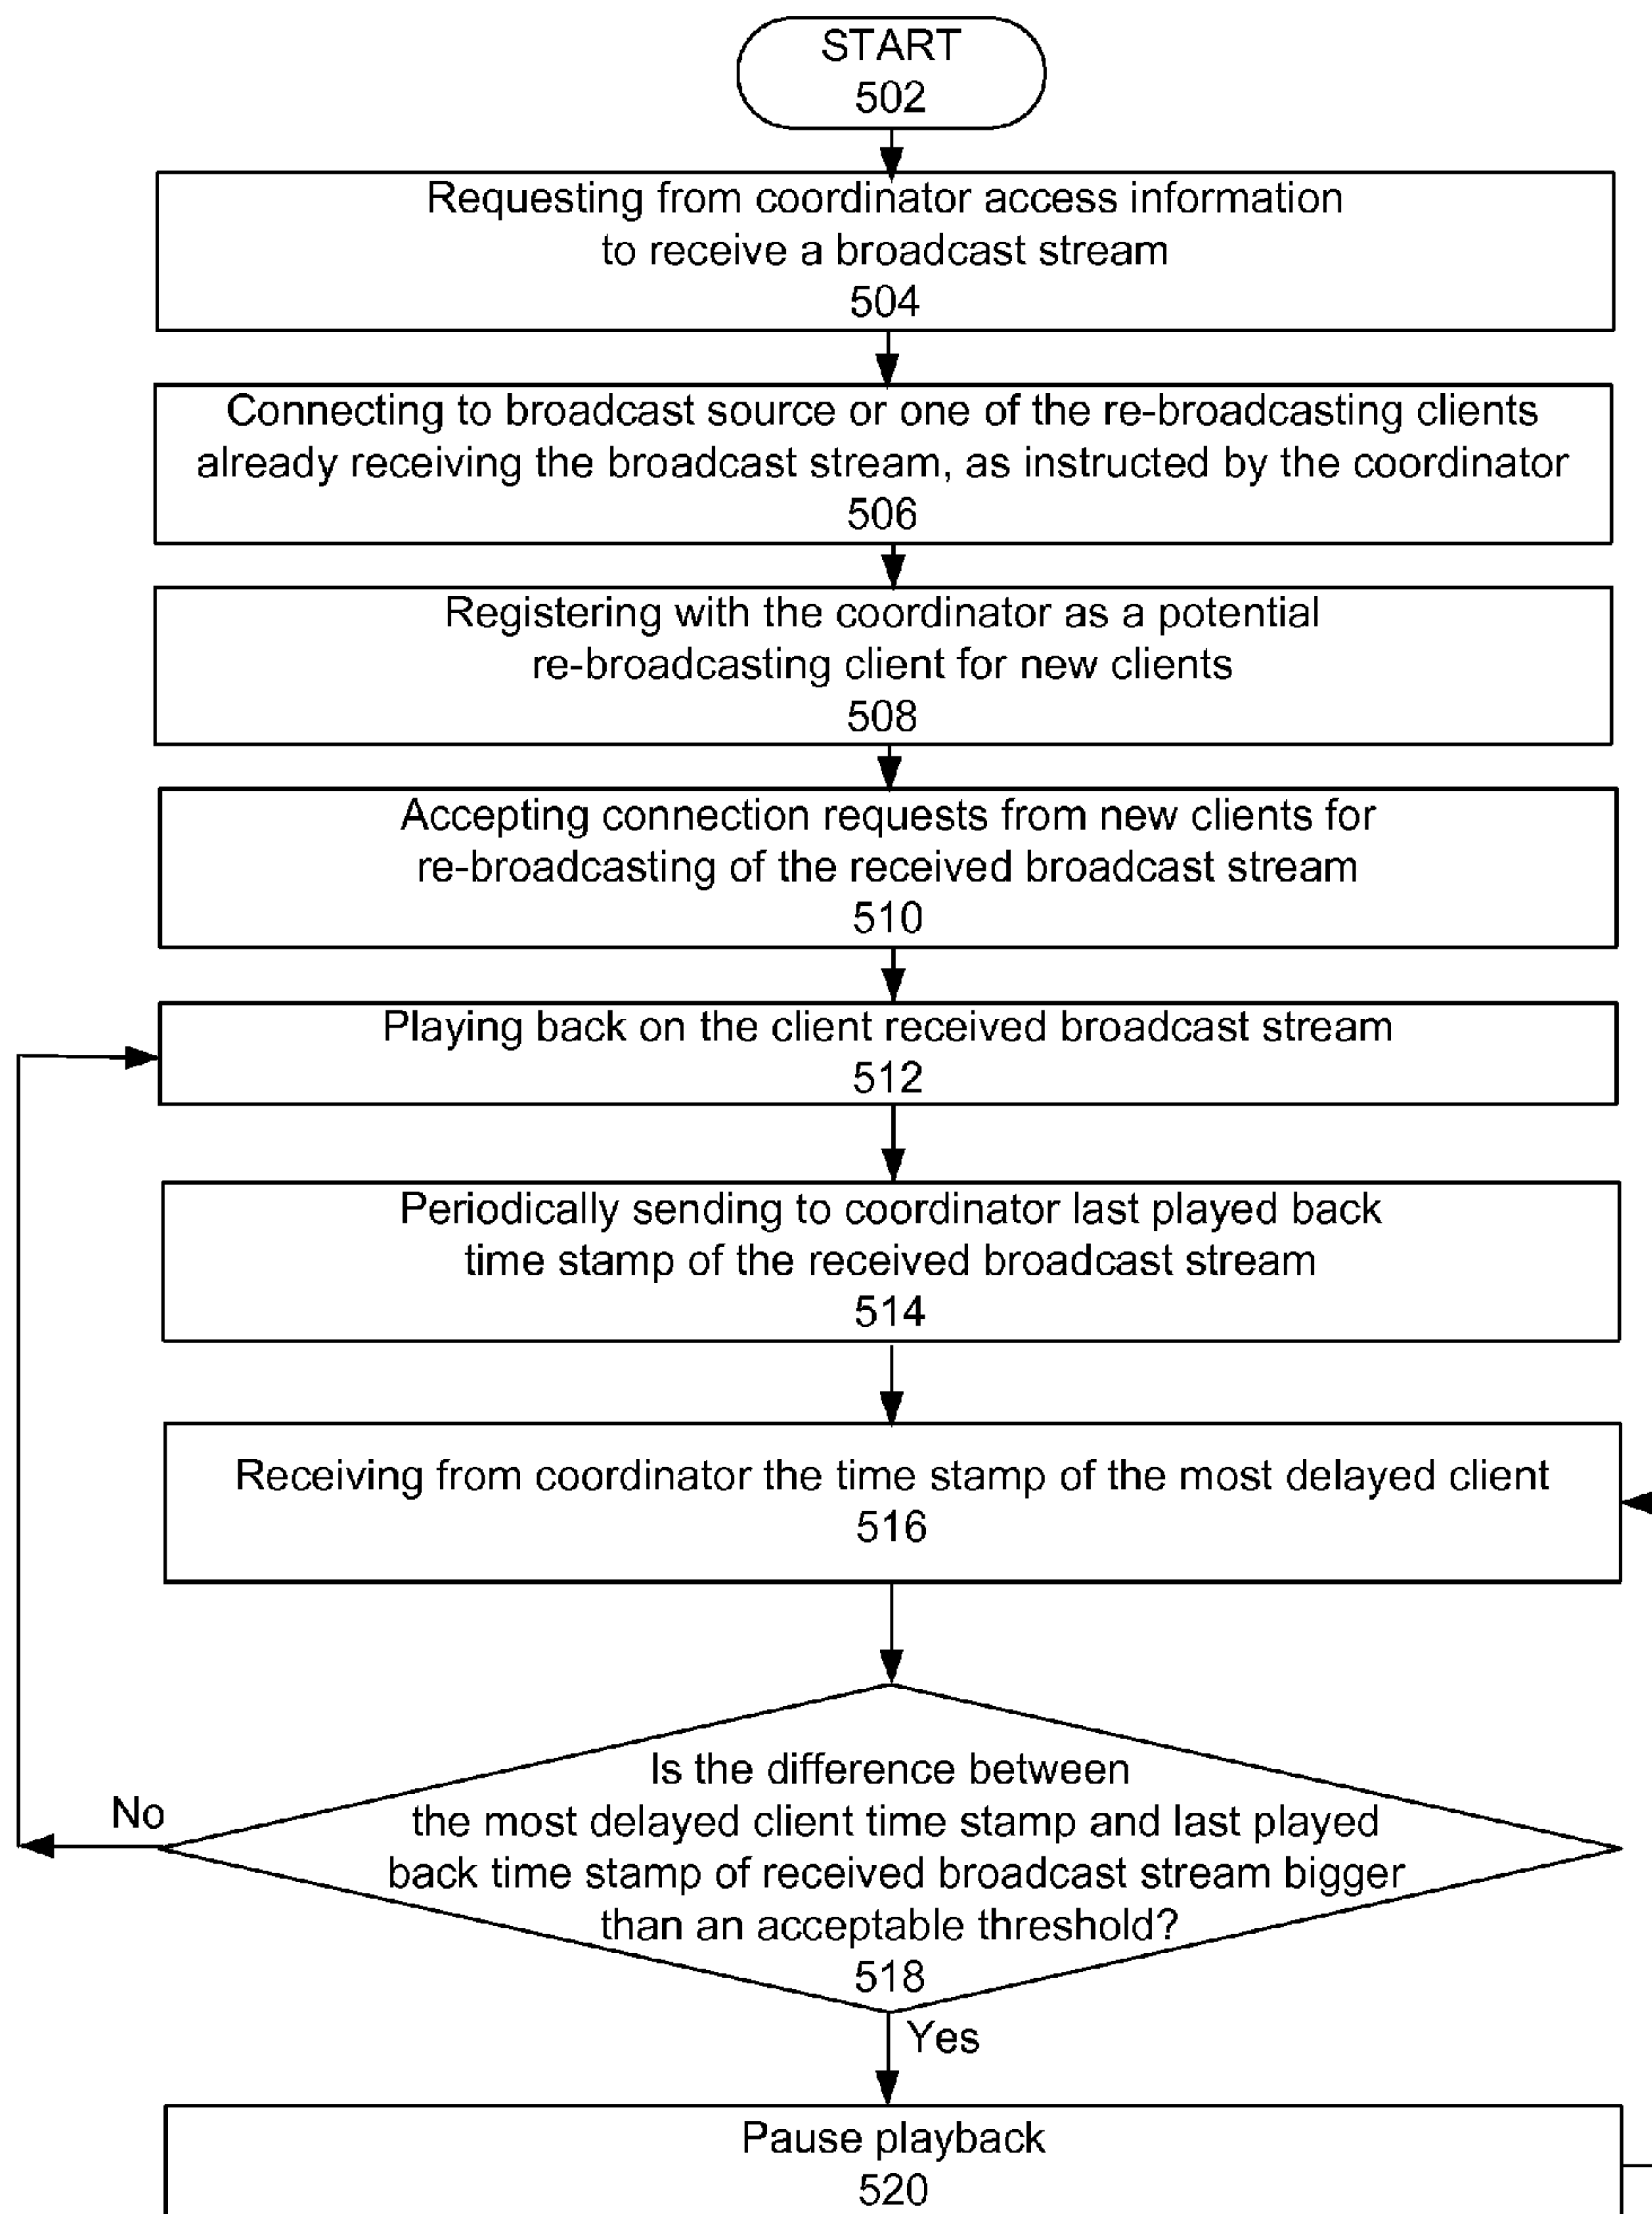 START
502
Requesting from coordinator access information
to receive a broadcast stream
504
Connecting to broadcast source or one of the re-broadcasting clients
already receiving the broadcast stream, as instructed by the coordinator
506
Registering with the coordinator as a potential
re-broadcasting client for new clients
508
Accepting connection requests from new clients for
re-broadcasting of the received broadcast stream
510
Playing back on the client received broadcast stream
512
Periodically sending to coordinator last played back
time stamp of the received broadcast stream
514
Receiving from coordinator the time stamp of the most delayed client
516
Is the difference between
the most delayed client time stamp and last played
back time stamp of received broadcast stream bigger
than an acceptable threshold?
518
No
Yes
Pause playback
520